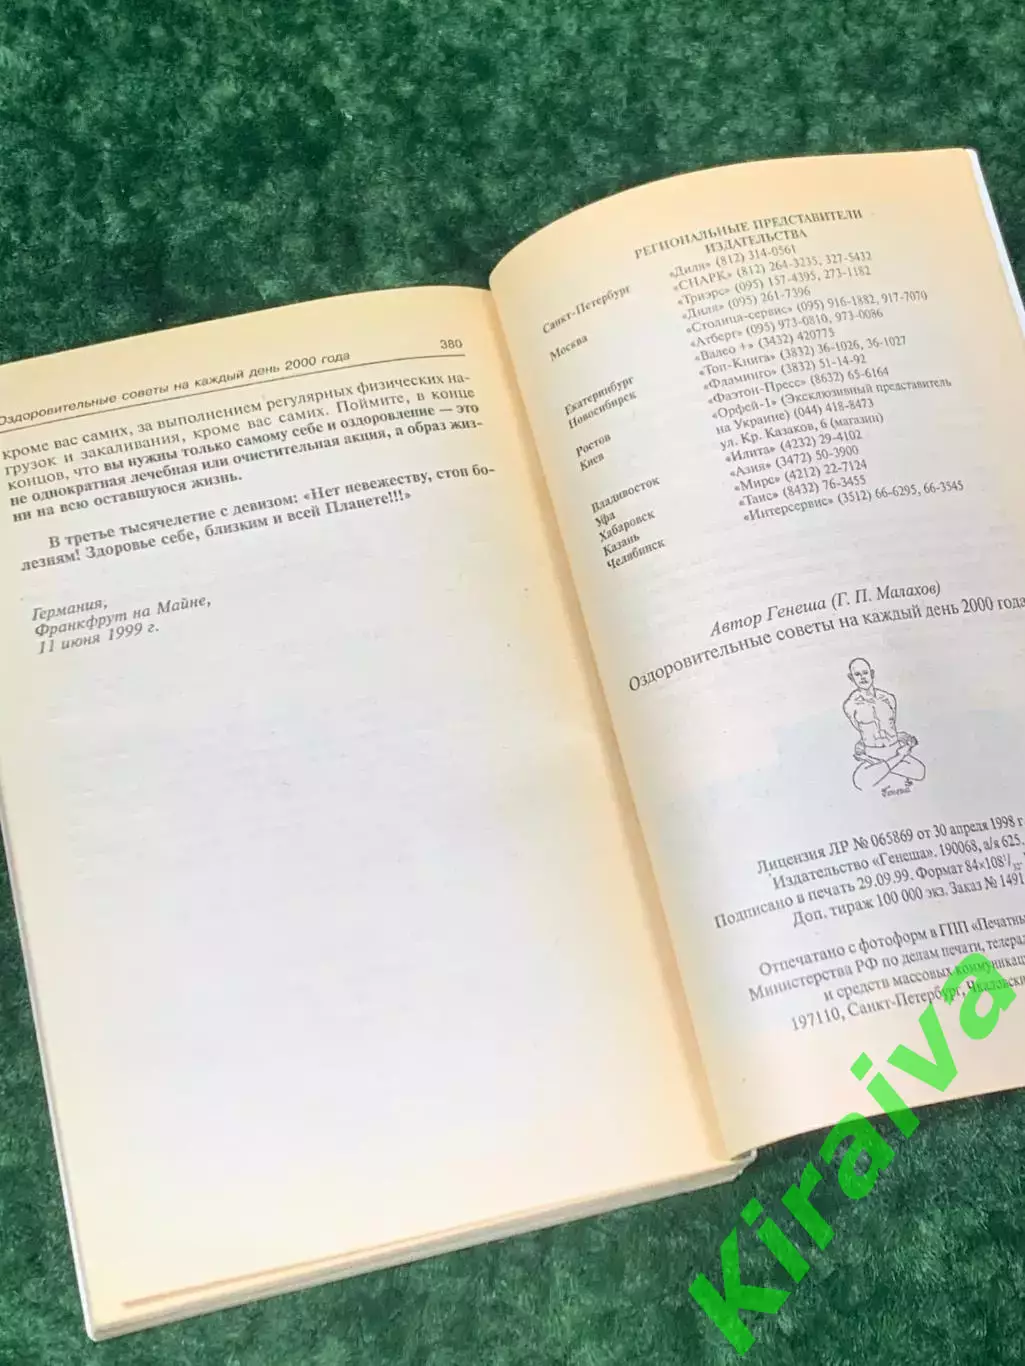 Оздоровительные советы на каждый день 2000 года 380
кроме вас самих, за выполнением регулярных физических на-
грузок и закаливания, кроме вас самих. Поймите, в конце
концов, что вы нужны только самому себе и оздоровление — это
не однократная лечебная или очистительная акция, а образ жиз-
ни на всю оставшуюся жизнь.
В третье тысячелетие с девизом: «Нет невежеству, стон бо-
лезням! Здоровье себе, близким и всей Планете!!!»
Германия,
Франкфрут на Майне,
11 июня 1999 г.
РЕГИОНАЛЬНЫЕ ПРЕДСТАВИТЕЛИ
ИЗДАТЕЛЬСТВА
Санкт-Петербург «Диля» (812) 314-0561
«СНАРК» (812) 264-3235, 327-5432
Москва «Триэрс» (095) 157-4395, 273-1182
«Диля» (095) 261-7396
«Столица-сервис» (095) 916-1882, 917-7070
«Атберг» (095) 973-0810, 973-0086
Екатеринбург «Валео +» (3432) 420775
Новосибирск «Топ-Книга» (3832) 36-1026, 36-1027
«Фламинго» (3832) 51-14-92
Ростов «Фаэтон-Пресс» (8632) 65-6164
Киев «Орфей-1» (Эксклюзивный представитель
на Украине) (044) 418-8473
ул. Кр. Казаков, 6 (магазин)
Владивосток «Илита» (4232) 29-4102
Уфа «Азия» (3472) 50-3900
Хабаровск «Мирс» (4212) 22-7124
Казань «Таис» (8432) 76-3455
Челябинск «Интерсервис» (3512) 66-6295, 66-3545
Автор Генеша (Г. П. Малахов)
Оздоровительные советы на каждый день 2000 года
Генеша
Лицензия ЛР № 065869 от 30 апреля 1998 г
Издательство «Генеша». 190068, а/я 625.
Подписано в печать 29.09.99. Формат 84×108¹/₃₂.
Доп. тираж 100 000 экз. Заказ № 1491
Отпечатано с фотоформ в ГПП «Печатны
Министерства РФ по делам печати, телерад
и средств массовых коммуникац
197110, Санкт-Петербург, Чкаловски
Kiraiva